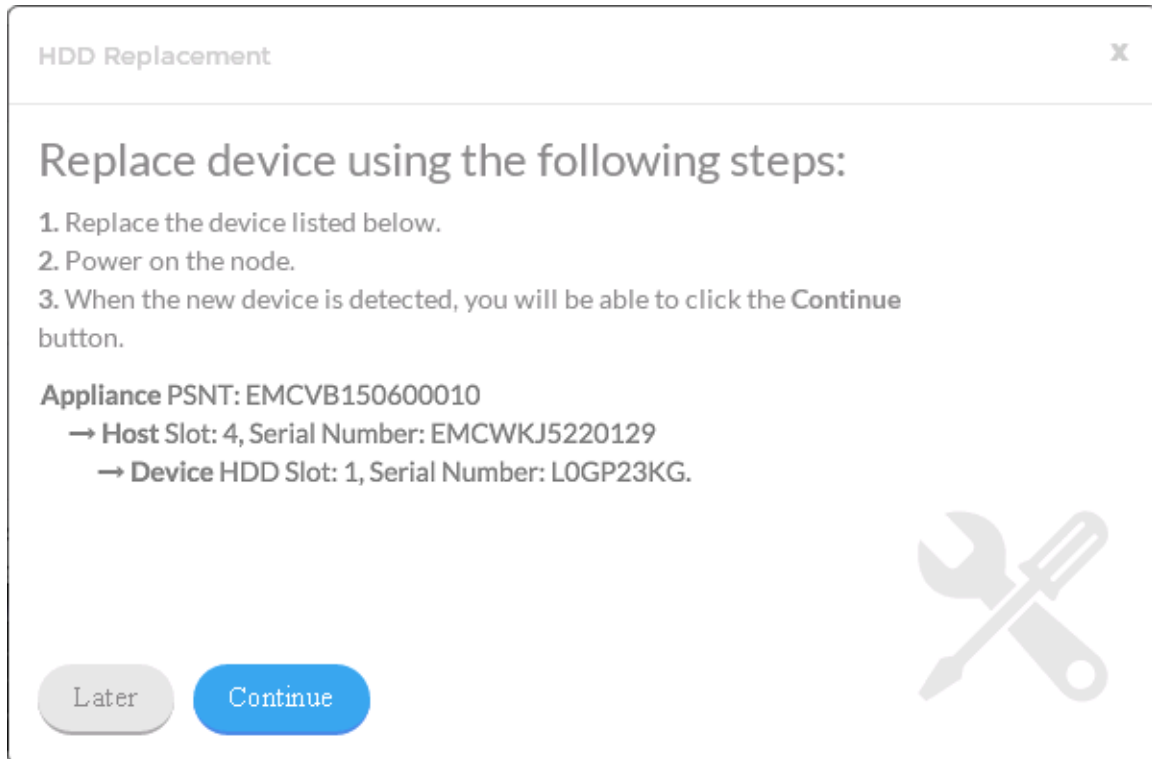 HDD Replacement
x
Replace device using the following steps:
1. Replace the device listed below.
2. Power on the node.
3. When the new device is detected, you will be able to click the Continue
button.
Appliance PSNT: EMCVB150600010
→ Host Slot: 4, Serial Number: EMCWKJ5220129
→ Device HDD Slot: 1, Serial Number: L0GP23KG.
Later
Continue